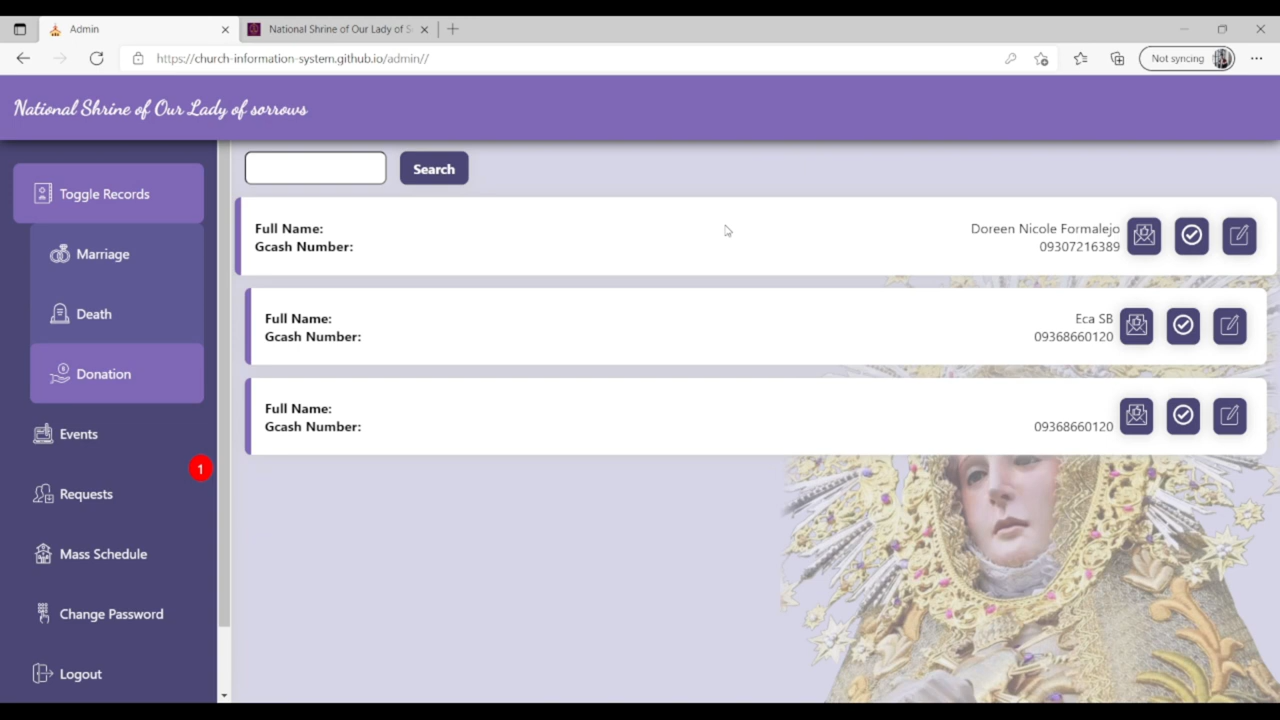 Admin
National Shrine of Our Lady of S
https://church-information-system.github.io/admin//
Not syncing
National Shrine of Our Lady of sorrows
Toggle Records
Marriage
Death
Donation
Events
1
Requests
Mass Schedule
Change Password
Logout
Search
Full Name: Doreen Nicole Formalejo
Gcash Number: 09307216389
Full Name: Eca SB
Gcash Number: 09368660120
Full Name:
Gcash Number: 09368660120